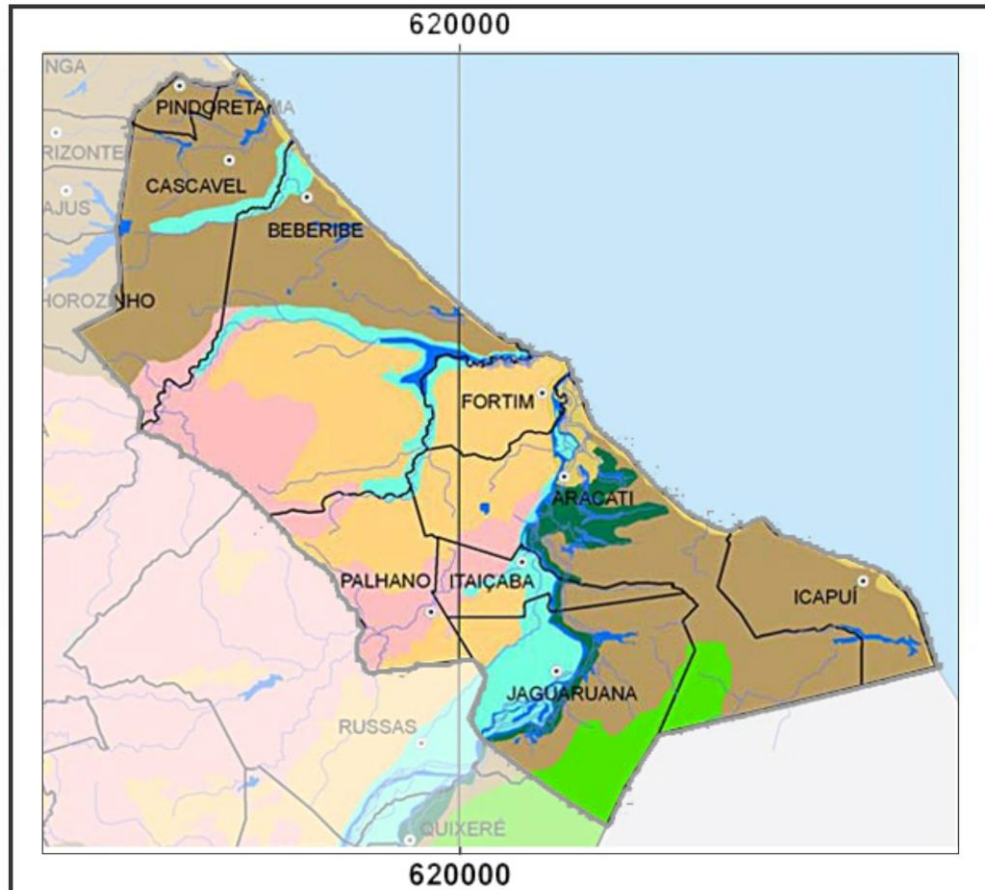 620000
NGA
PINDORETAMA
RIZONTE
CASCAVEL
AJUS
BEBERIBE
HOROZINHO
FORTIM
ARACATI
PALHANO
ITAIÇABA
ICAPUÍ
JAGUARUANA
RUSSAS
QUIXERÉ
620000